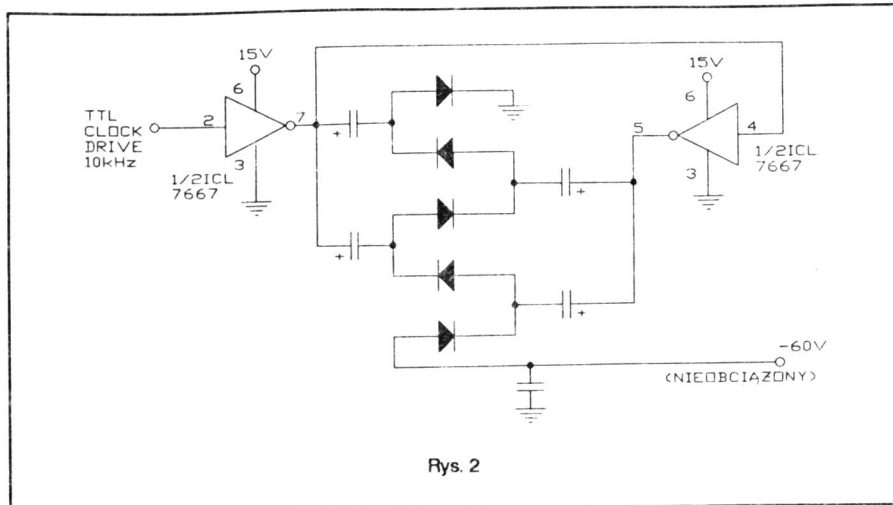 15V
6
TTL
CLOCK
DRIVE
10kHz
2
7
3
1/2ICL
7667
+
+
15V
6
5
4
3
1/2ICL
7667
+
+
-60V
(NIEOBCIĄZONY)
Rys. 2